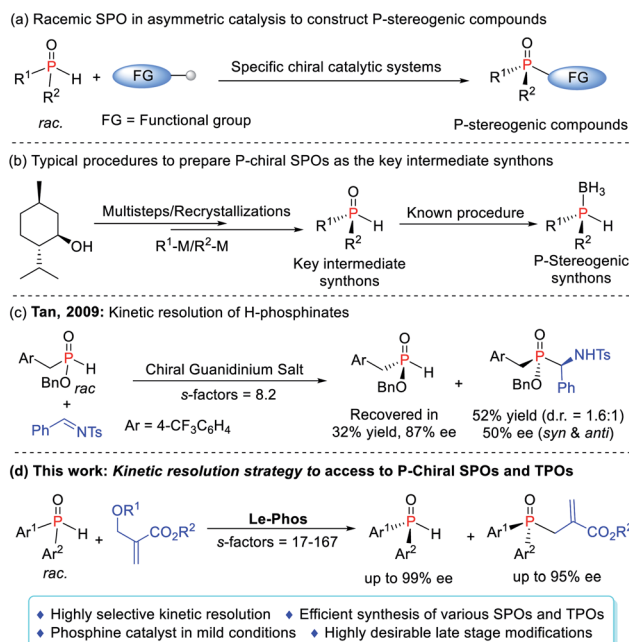 (a) Racemic SPO in asymmetric catalysis to construct P-stereogenic compounds
O
R¹ P H + FG Specific chiral catalytic systems R¹ P FG
O
R²
R²
rac.
FG = Functional group
P-stereogenic compounds
(b) Typical procedures to prepare P-chiral SPOs as the key intermediate synthons
OH
Multisteps/Recrystallizations
R¹-M/R²-M
O
R¹ P H
R²
Key intermediate
synthons
Known procedure
BH₃
R¹ P H
R²
P-Stereogenic
synthons
(c) Tan, 2009: Kinetic resolution of H-phosphinates
O
Ar P H
BnO rac
+
Ph NTs
Chiral Guanidinium Salt
s-factors = 8.2
Ar = 4-CF₃C₆H₄
O
Ar P H
BnO
Recovered in
32% yield, 87% ee
+
O
Ar P NHTs
BnO Ph
52% yield (d.r. = 1.6:1)
50% ee (syn & anti)
(d) This work: Kinetic resolution strategy to access to P-Chiral SPOs and TPOs
O
Ar¹ P H
Ar²
rac.
+
OR¹
CO₂R²
Le-Phos
s-factors = 17-167
O
Ar¹ P H
Ar²
up to 99% ee
+
O
Ar¹ P CO₂R²
Ar²
up to 95% ee
♦ Highly selective kinetic resolution ♦ Efficient synthesis of various SPOs and TPOs
♦ Phosphine catalyst in mild conditions ♦ Highly desirable late stage modifications